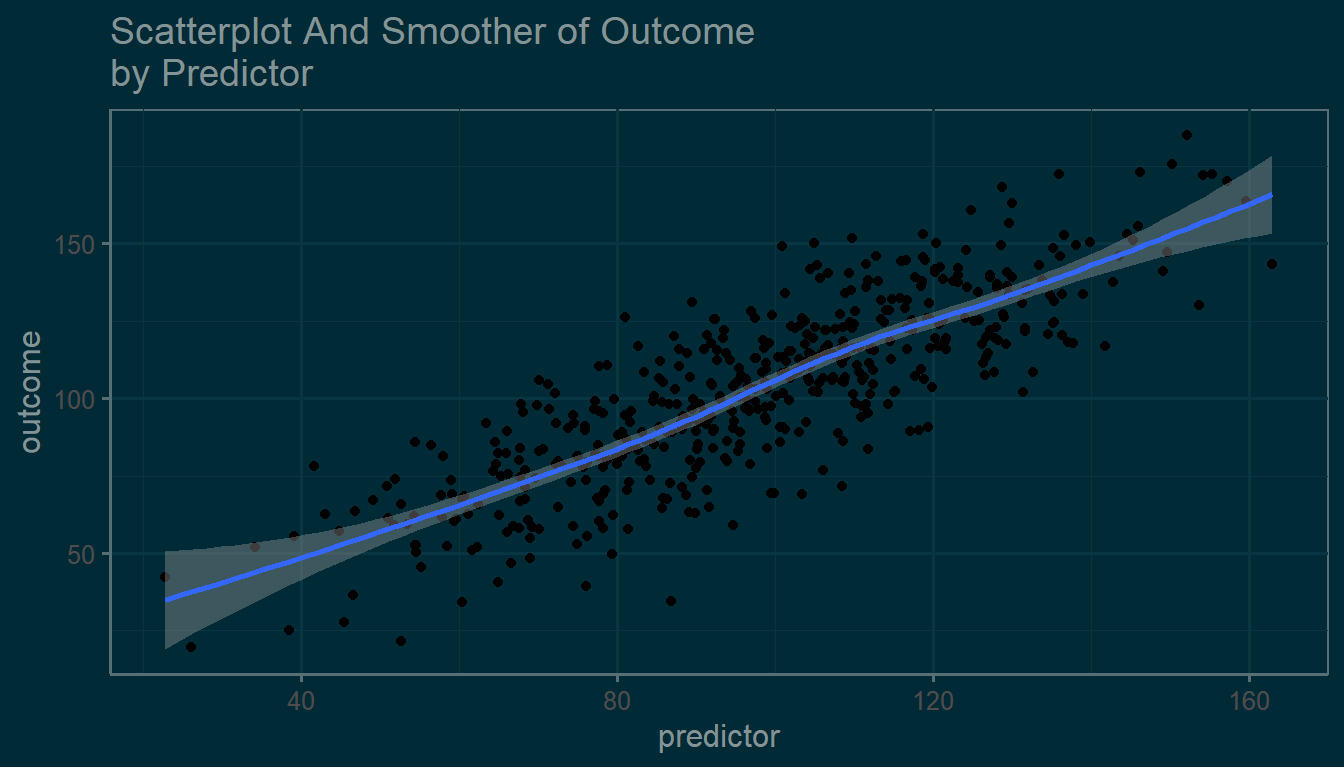 Scatterplot And Smoother of Outcome
by Predictor
outcome
150
100
50
40 80 120 160
predictor